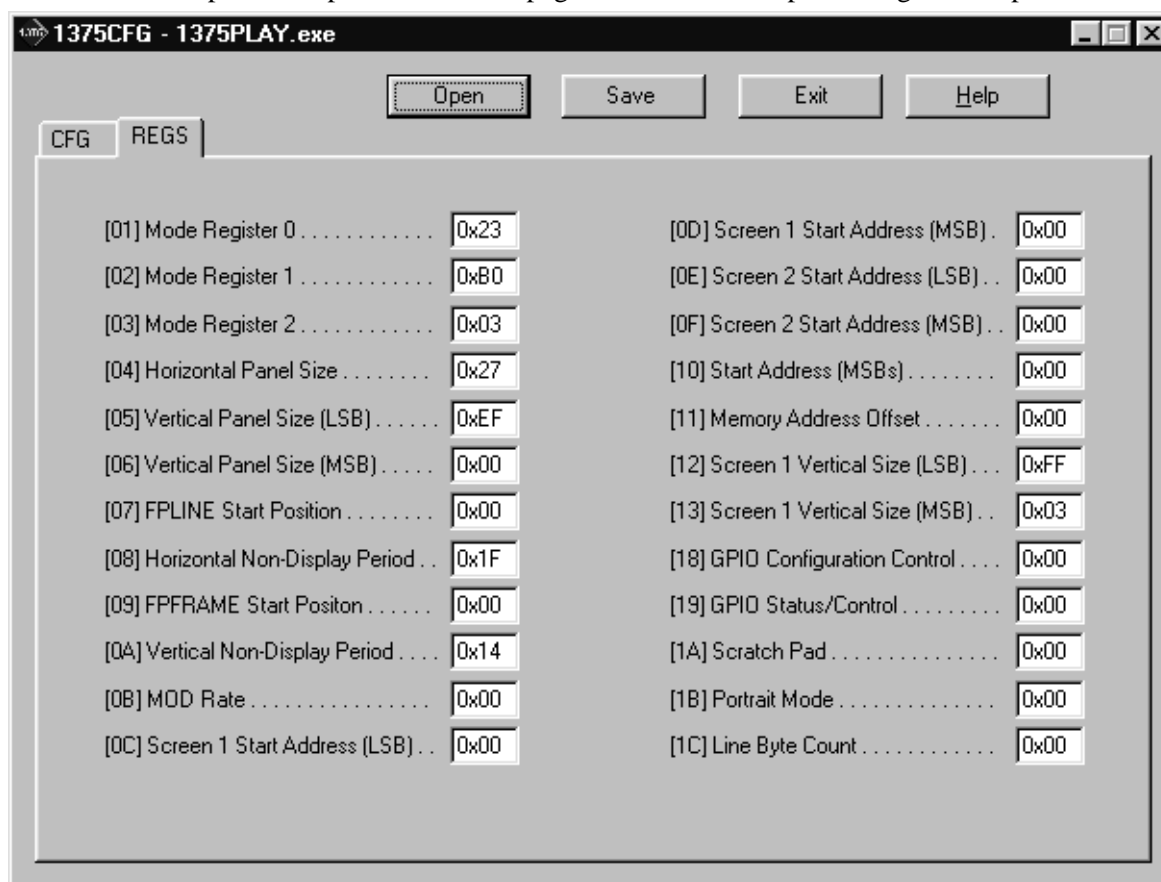 1375CFG - 1375PLAY.exe
Open Save Exit Help
CFG REGS
[01] Mode Register 0 . . . . . . . . . . . . 0x23
[02] Mode Register 1 . . . . . . . . . . . . 0xB0
[03] Mode Register 2 . . . . . . . . . . . . 0x03
[04] Horizontal Panel Size . . . . . . . . 0x27
[05] Vertical Panel Size (LSB) . . . . . . 0xEF
[06] Vertical Panel Size (MSB) . . . . . 0x00
[07] FPLINE Start Position . . . . . . . . 0x00
[08] Horizontal Non-Display Period . . 0x1F
[09] FPFRAME Start Positon . . . . . . 0x00
[0A] Vertical Non-Display Period . . . . 0x14
[0B] MOD Rate . . . . . . . . . . . . . . . . 0x00
[0C] Screen 1 Start Address (LSB) . . 0x00
[0D] Screen 1 Start Address (MSB) . 0x00
[0E] Screen 2 Start Address (LSB) . . 0x00
[0F] Screen 2 Start Address (MSB) . . 0x00
[10] Start Address (MSBs) . . . . . . . . 0x00
[11] Memory Address Offset . . . . . . . 0x00
[12] Screen 1 Vertical Size (LSB) . . . 0xFF
[13] Screen 1 Vertical Size (MSB) . . 0x03
[18] GPIO Configuration Control . . . . 0x00
[19] GPIO Status/Control . . . . . . . . . 0x00
[1A] Scratch Pad . . . . . . . . . . . . . . 0x00
[1B] Portrait Mode . . . . . . . . . . . . . 0x00
[1C] Line Byte Count . . . . . . . . . . . . 0x00